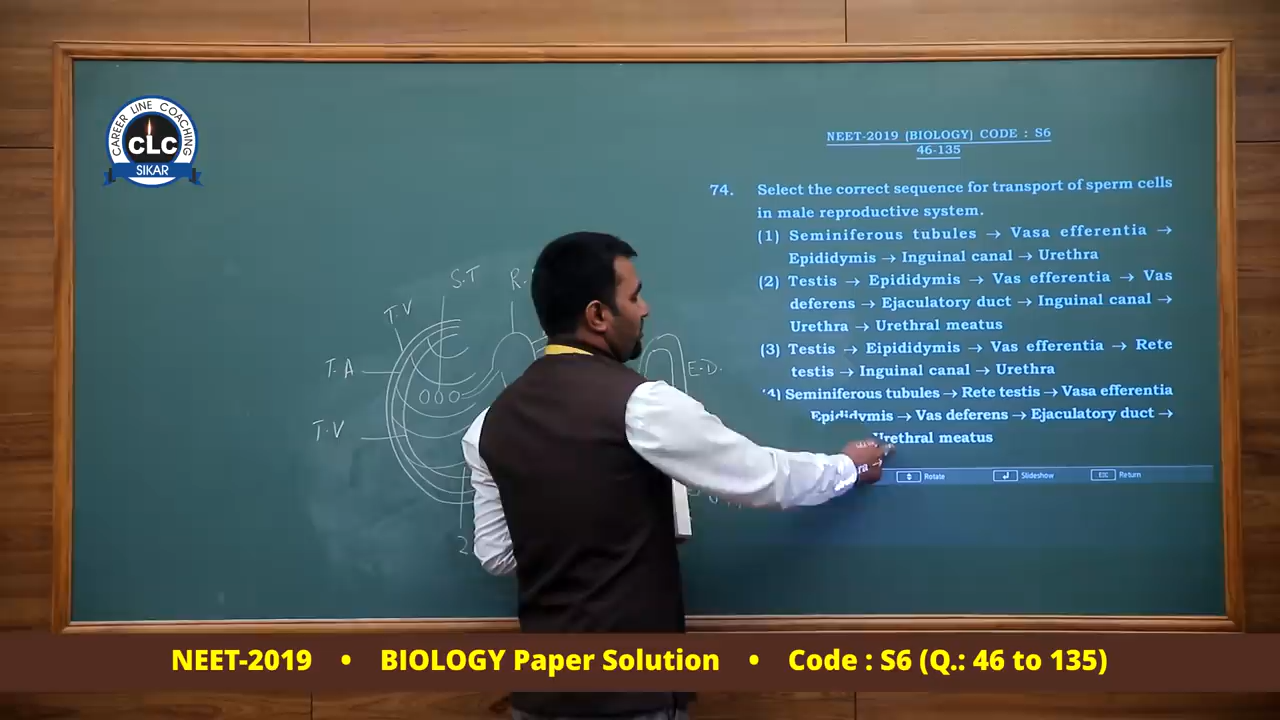 CAREER LINE COACHING
CLC
SIKAR
NEET-2019 (BIOLOGY) CODE : S6
46-135
74. Select the correct sequence for transport of sperm cells
in male reproductive system.
(1) Seminiferous tubules → Vasa efferentia →
Epididymis → Inguinal canal → Urethra
(2) Testis → Epididymis → Vas efferentia → Vas
deferens → Ejaculatory duct → Inguinal canal →
Urethra → Urethral meatus
(3) Testis → Eipididymis → Vas efferentia → Rete
testis → Inguinal canal → Urethra
(4) Seminiferous tubules → Rete testis → Vasa efferentia
Epididymis → Vas deferens → Ejaculatory duct →
Urethral meatus
Rotate
Slideshow
ESC Return
S.T
R.
T.V
T.A
E.D.
T.V
2
NEET-2019 • BIOLOGY Paper Solution • Code : S6 (Q.: 46 to 135)